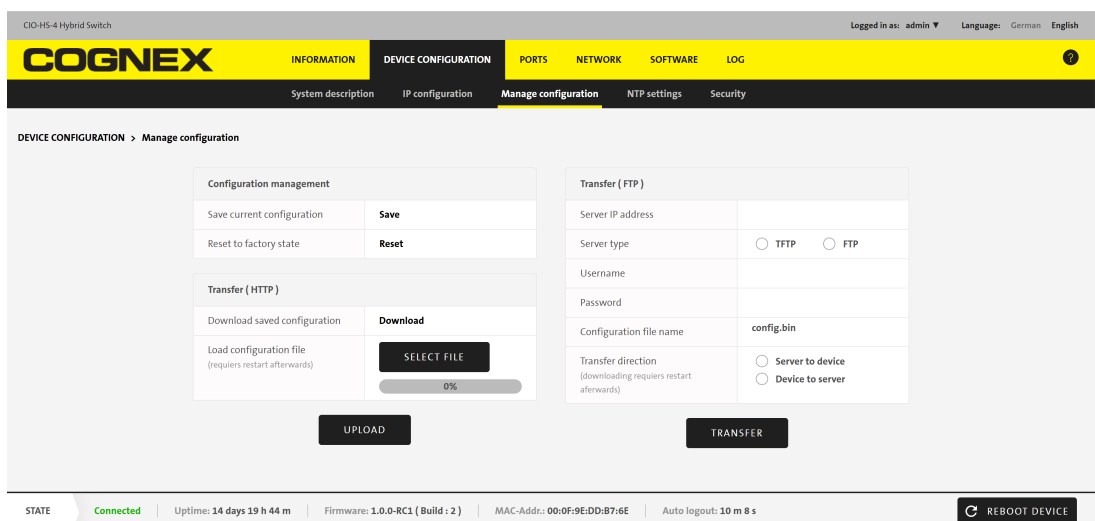 CIO-HS-4 Hybrid Switch
Logged in as: admin ▼ Language: German English
COGNEX
INFORMATION DEVICE CONFIGURATION PORTS NETWORK SOFTWARE LOG ?
System description IP configuration Manage configuration NTP settings Security
DEVICE CONFIGURATION > Manage configuration
Configuration management
Save current configuration Save
Reset to factory state Reset
Transfer ( HTTP )
Download saved configuration Download
Load configuration file
(requiers restart afterwards)
SELECT FILE
0%
UPLOAD
Transfer ( FTP )
Server IP address
Server type TFTP FTP
Username
Password
Configuration file name config.bin
Transfer direction
(downloading requiers restart
aferwards)
Server to device
Device to server
TRANSFER
STATE Connected Uptime: 14 days 19 h 44 m Firmware: 1.0.0-RC1 ( Build : 2 ) MAC-Addr.: 00:0F:9E:DD:B7:6E Auto logout: 10 m 8 s REBOOT DEVICE